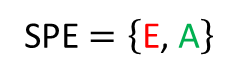 SPE = {E, A}